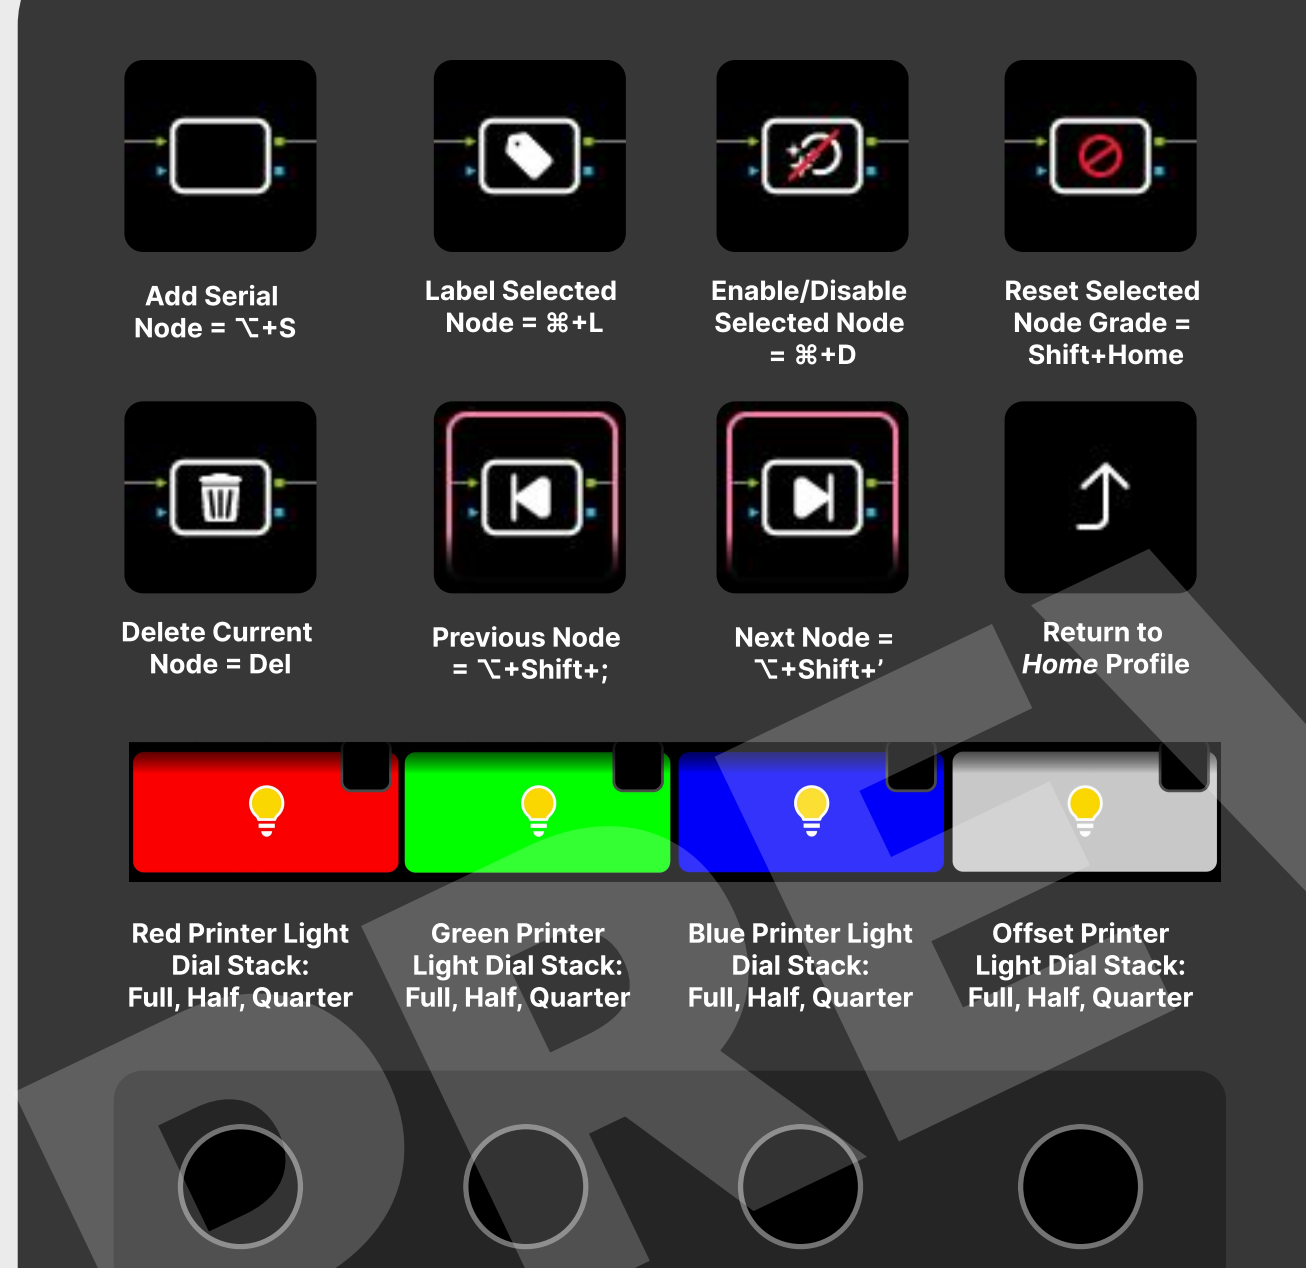 Add Serial
Node = ⌥+S
Label Selected
Node = ⌘+L
Enable/Disable
Selected Node
= ⌘+D
Reset Selected
Node Grade =
Shift+Home
Delete Current
Node = Del
Previous Node
= ⌥+Shift+;
Next Node =
⌥+Shift+’
Return to
Home Profile
Red Printer Light
Dial Stack:
Full, Half, Quarter
Green Printer
Light Dial Stack:
Full, Half, Quarter
Blue Printer Light
Dial Stack:
Full, Half, Quarter
Offset Printer
Light Dial Stack:
Full, Half, Quarter